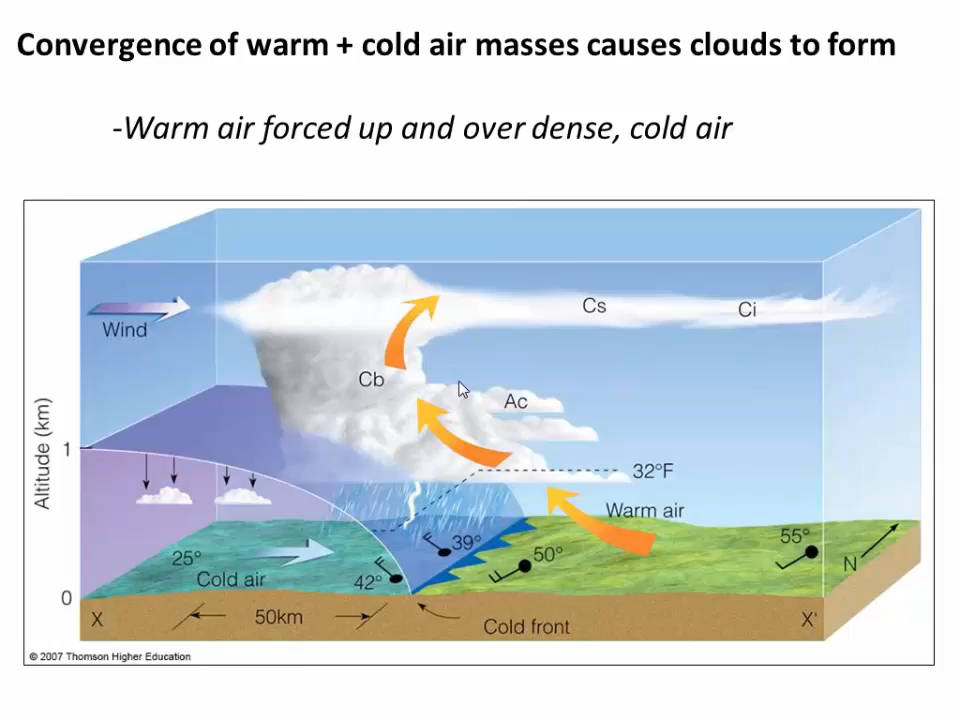 Convergence of warm + cold air masses causes clouds to form
-Warm air forced up and over dense, cold air
Wind
Cs
Ci
Cb
Ac
Altitude (km)
1
32°F
Warm air
25°
Cold air
42°
39°
50°
55°
N
0
X
50km
Cold front
X'
© 2007 Thomson Higher Education